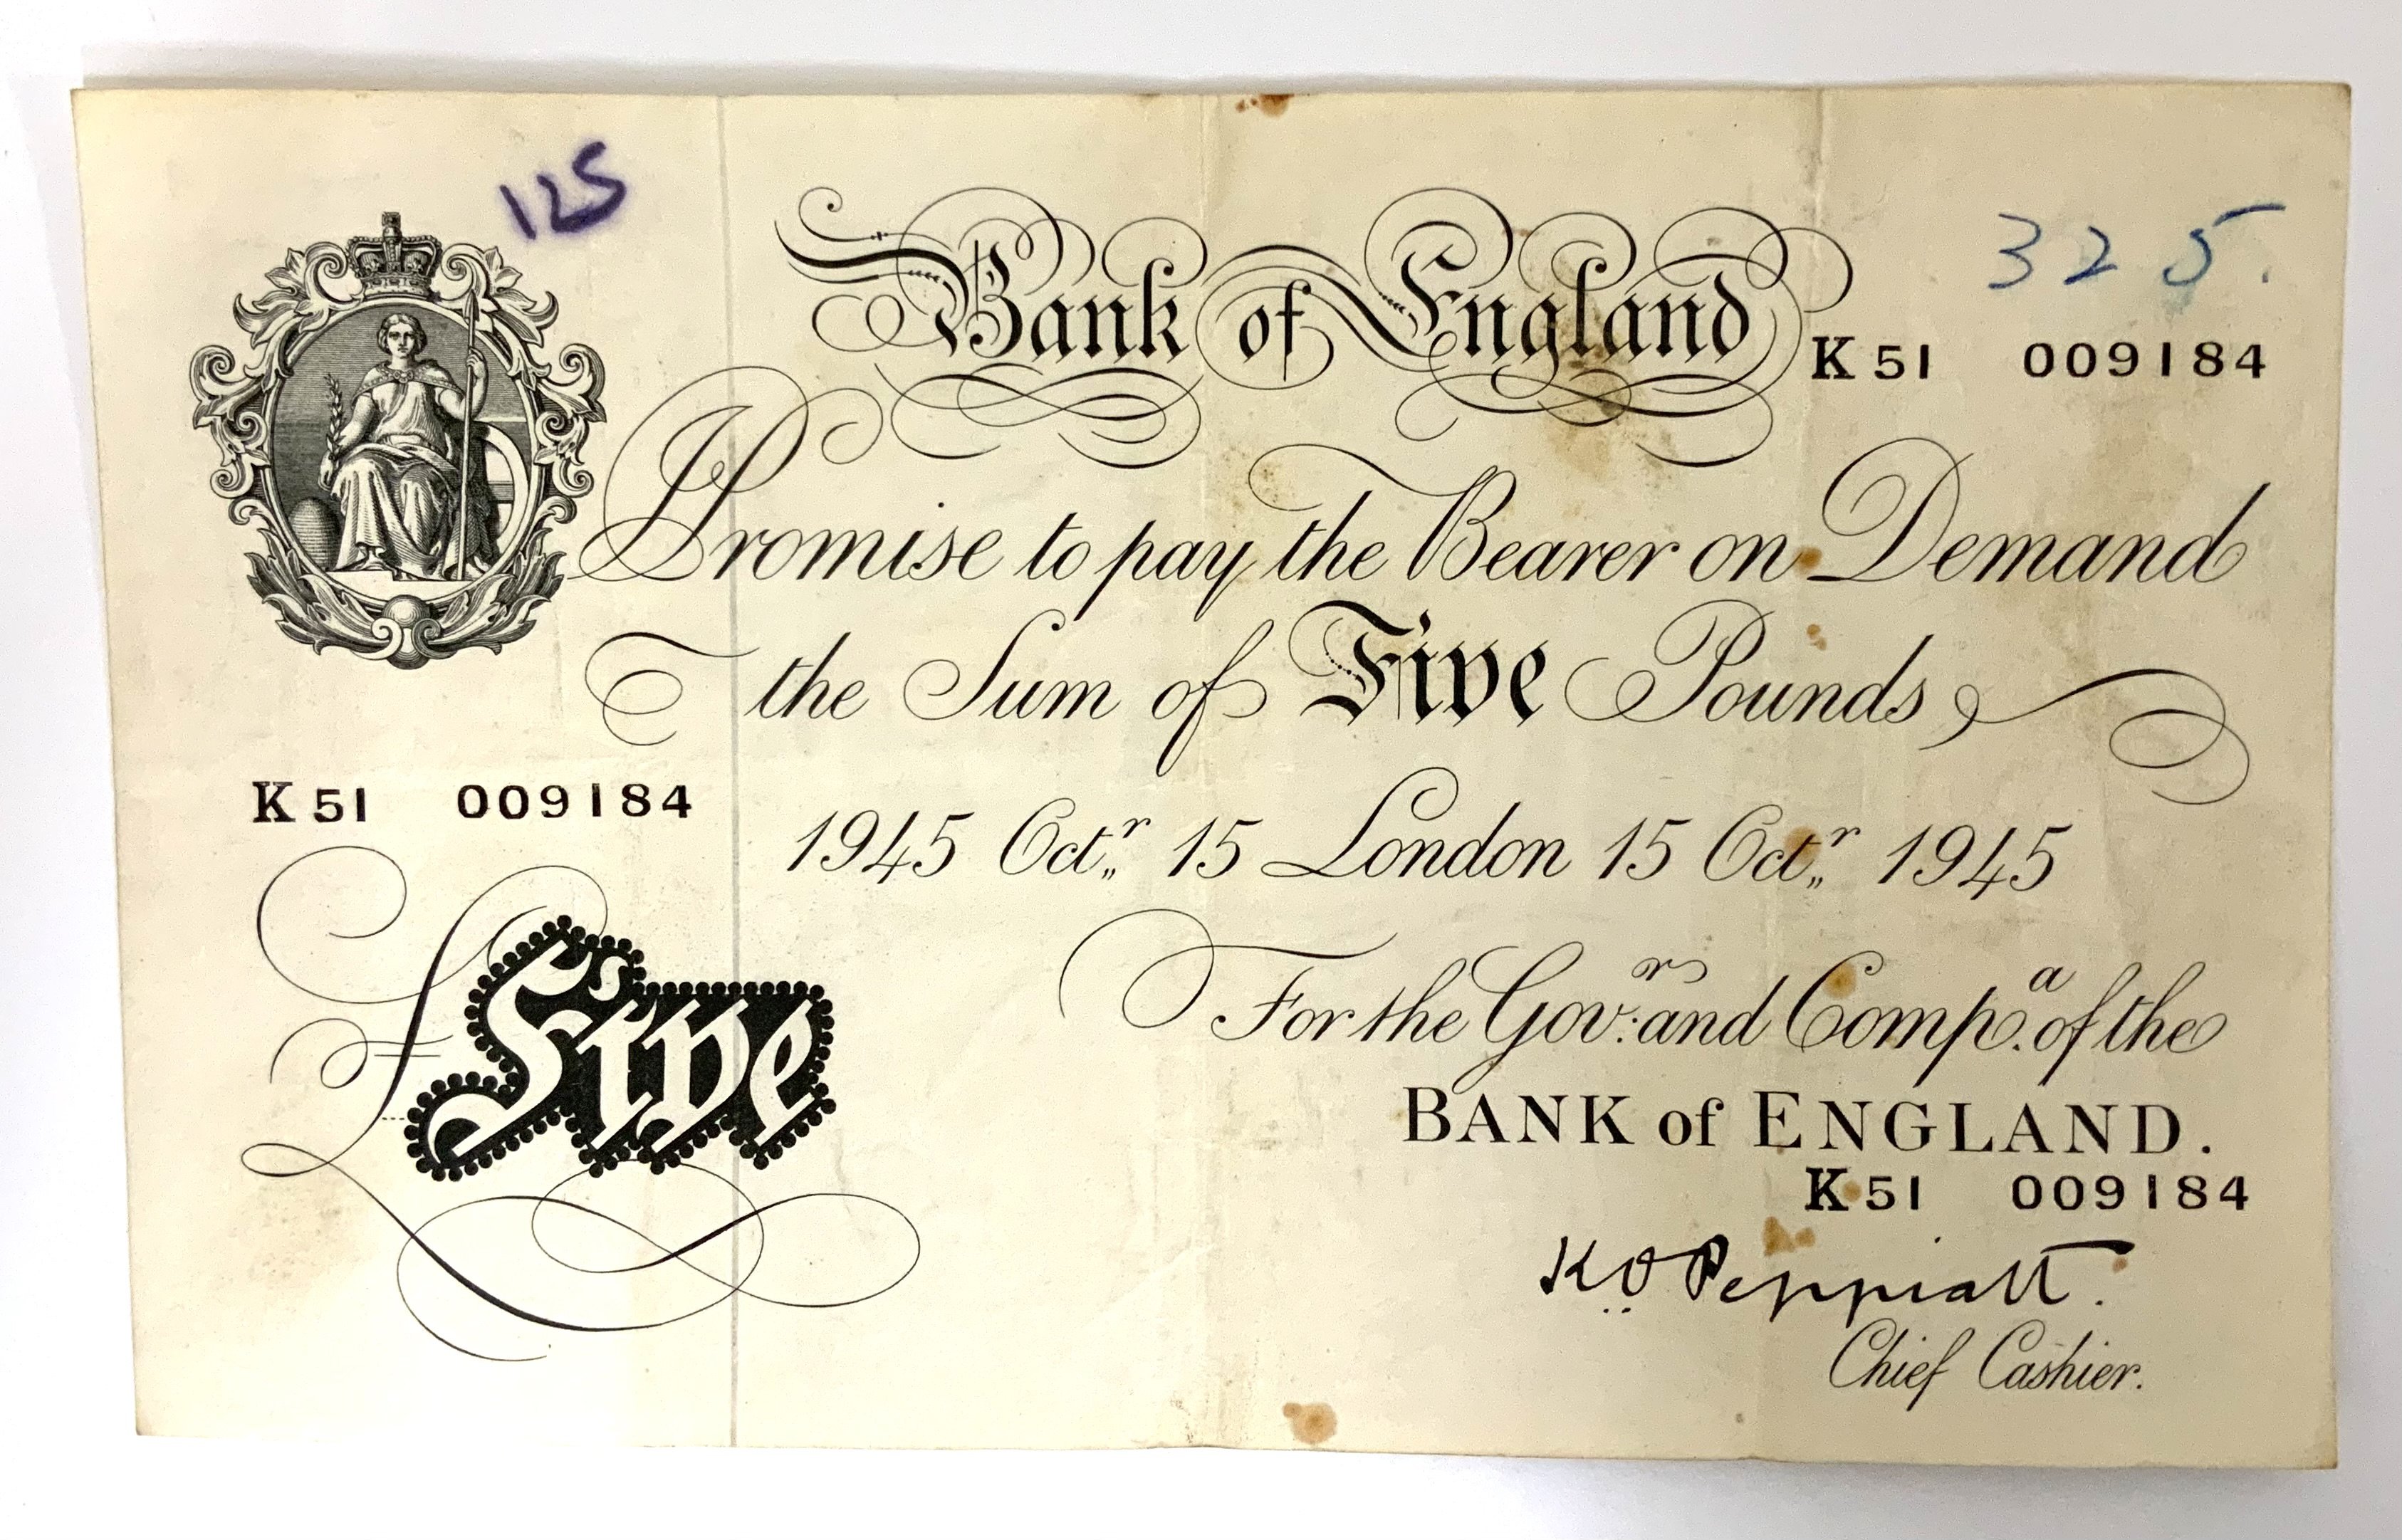 125
325.
Bank of England
K51 009184
I Promise to pay the Bearer on Demand
the Sum of Five Pounds
K51 009184
1945 Octr. 15 London 15 Octr. 1945
£Five
For the Govr. and Compa. of the
BANK of ENGLAND.
K51 009184
K.O. Peppiatt.
Chief Cashier.